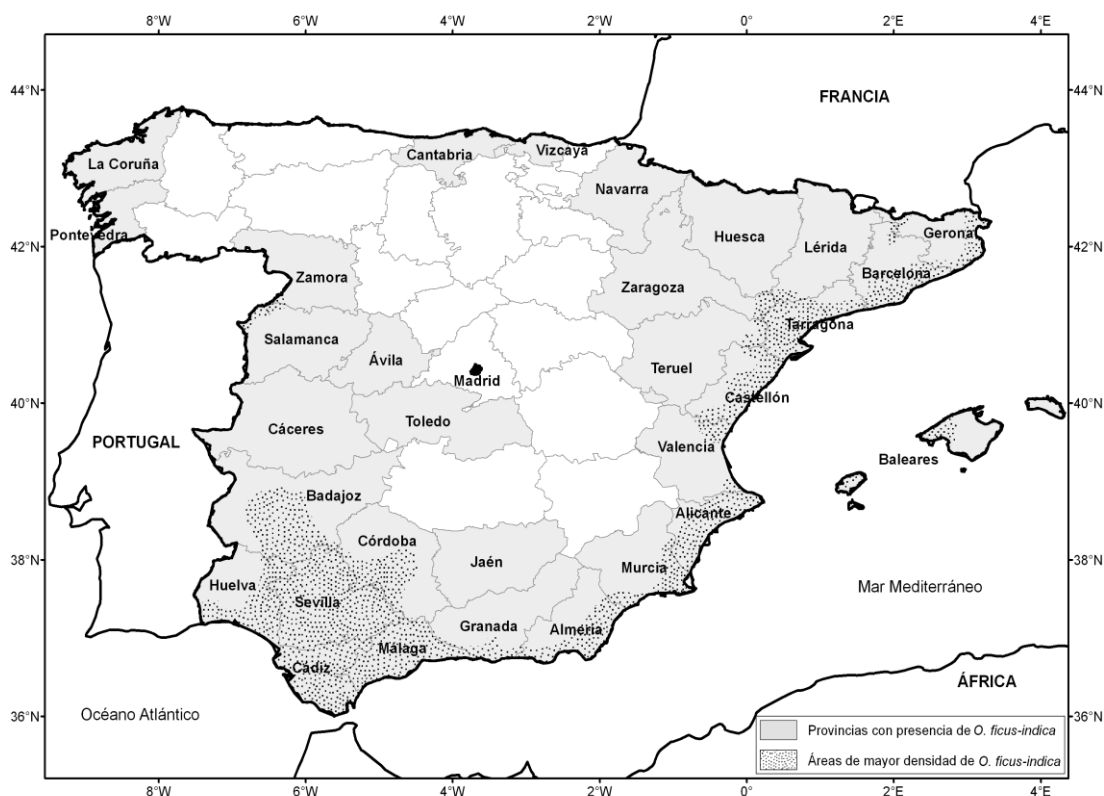 8°W 6°W 4°W 2°W 0° 2°E 4°E
44°N 44°N
FRANCIA
La Coruña Cantabria Vizcaya
Navarra
Pontevedra Huesca Lérida Gerona
42°N 42°N
Zamora Zaragoza Barcelona
Salamanca Tarragona
Ávila Teruel
Madrid
Castellón
40°N 40°N
Cáceres Toledo
PORTUGAL Valencia Baleares
Badajoz Alicante
Córdoba
38°N 38°N
Huelva Jaén Murcia Mar Mediterráneo
Sevilla
Granada Almería
Málaga
Cádiz
ÁFRICA
36°N Océano Atlántico 36°N
Provincias con presencia de O. ficus-indica
Áreas de mayor densidad de O. ficus-indica
8°W 6°W 4°W 2°W 0° 2°E 4°E